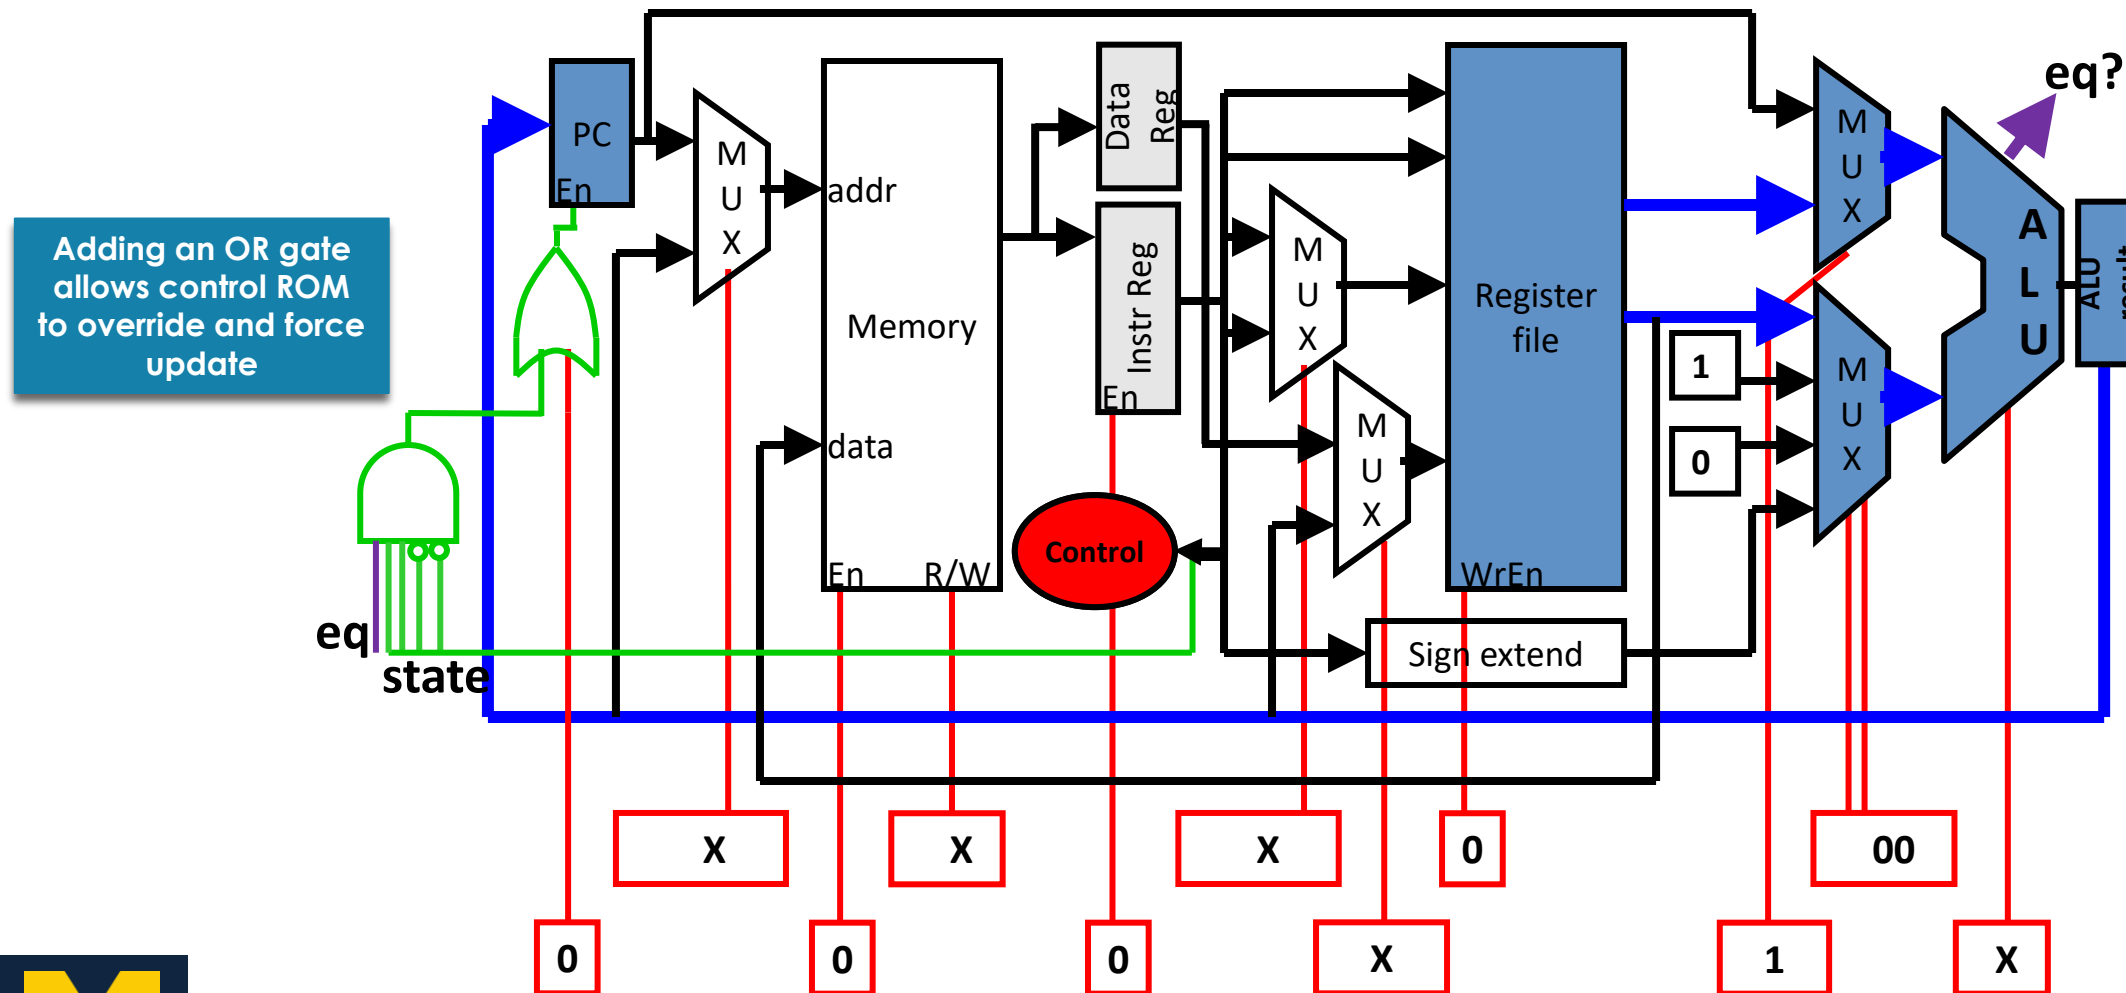 eq?
PC
En
M
U
X
addr
data
Memory
En
R/W
Data
Reg
Instr Reg
En
M
U
X
M
U
X
Register
file
WrEn
M
U
X
M
U
X
1
0
A
L
U
ALU
result
Adding an OR gate
allows control ROM
to override and force
update
Control
Sign extend
eq
state
X
X
X
0
00
0
0
0
X
1
X